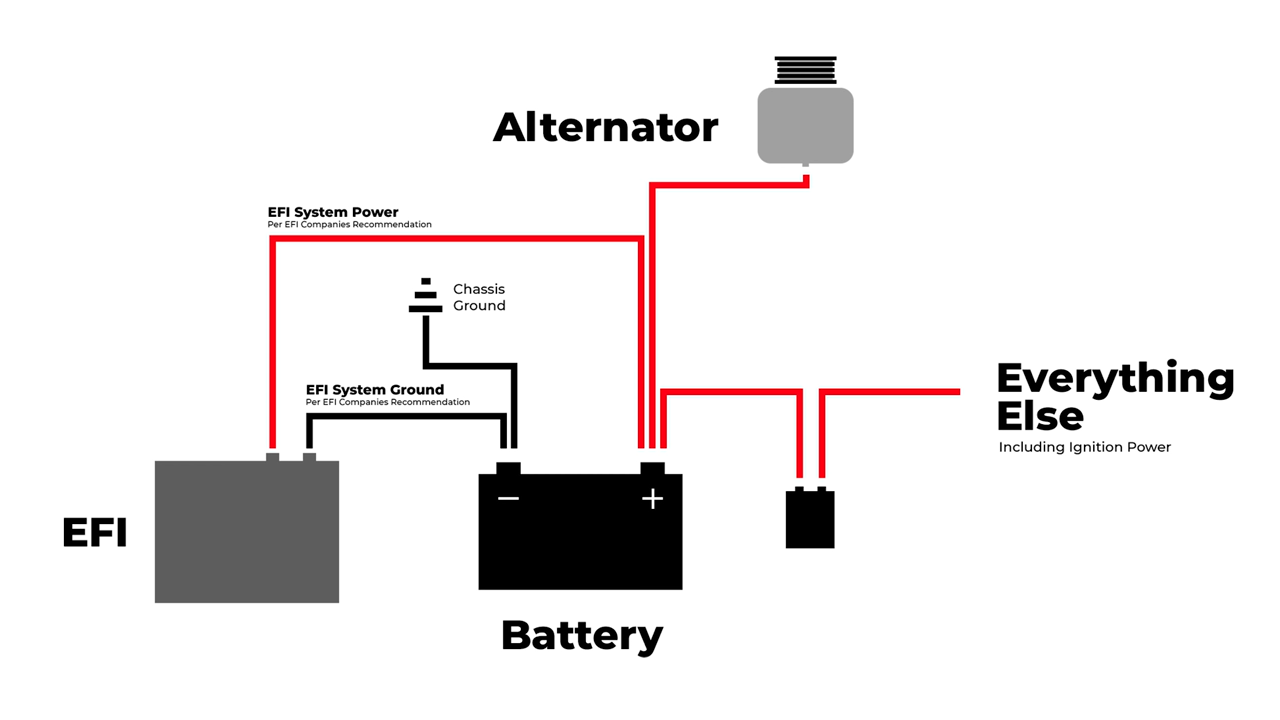 Alternator
EFI System Power
Per EFI Companies Recommendation
Chassis
Ground
EFI System Ground
Per EFI Companies Recommendation
Everything
Else
Including Ignition Power
EFI
− +
Battery